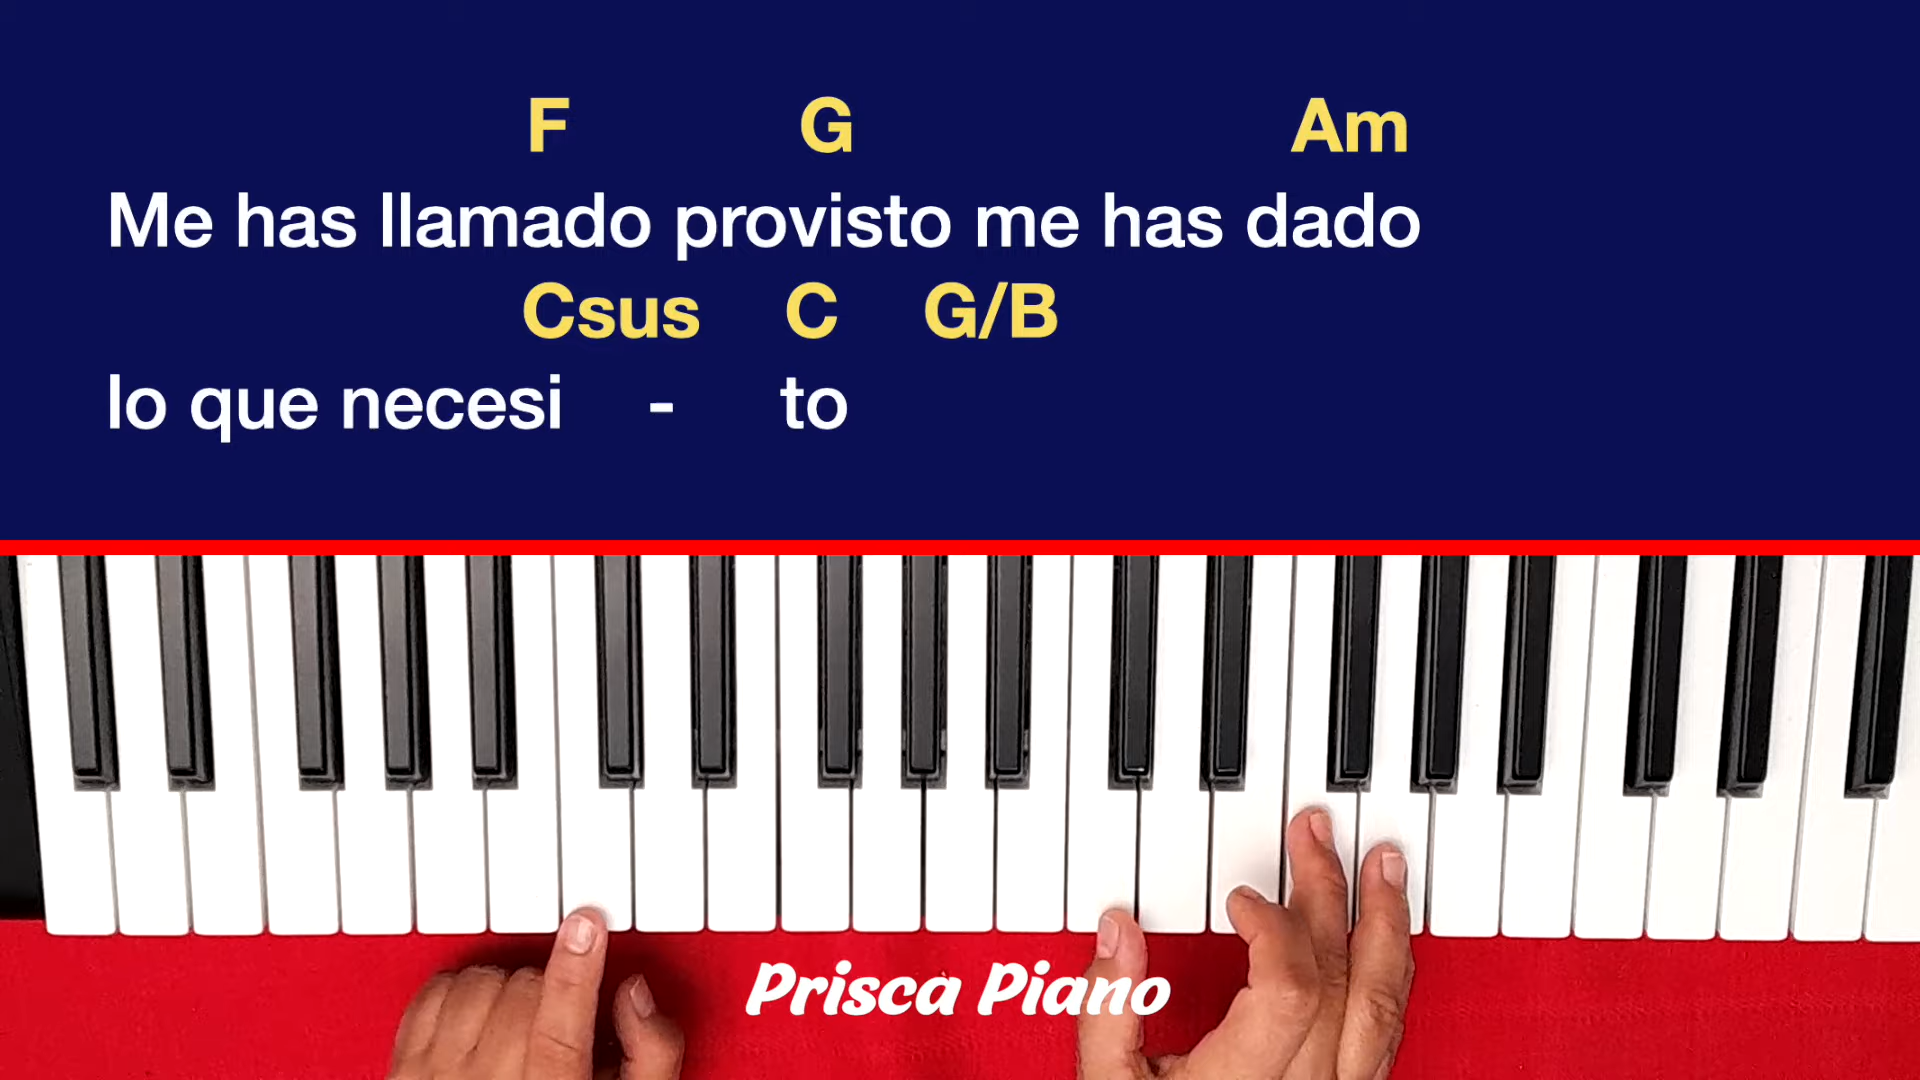 F G Am
Me has llamado provisto me has dado
Csus C G/B
lo que necesi - to
Prisca Piano